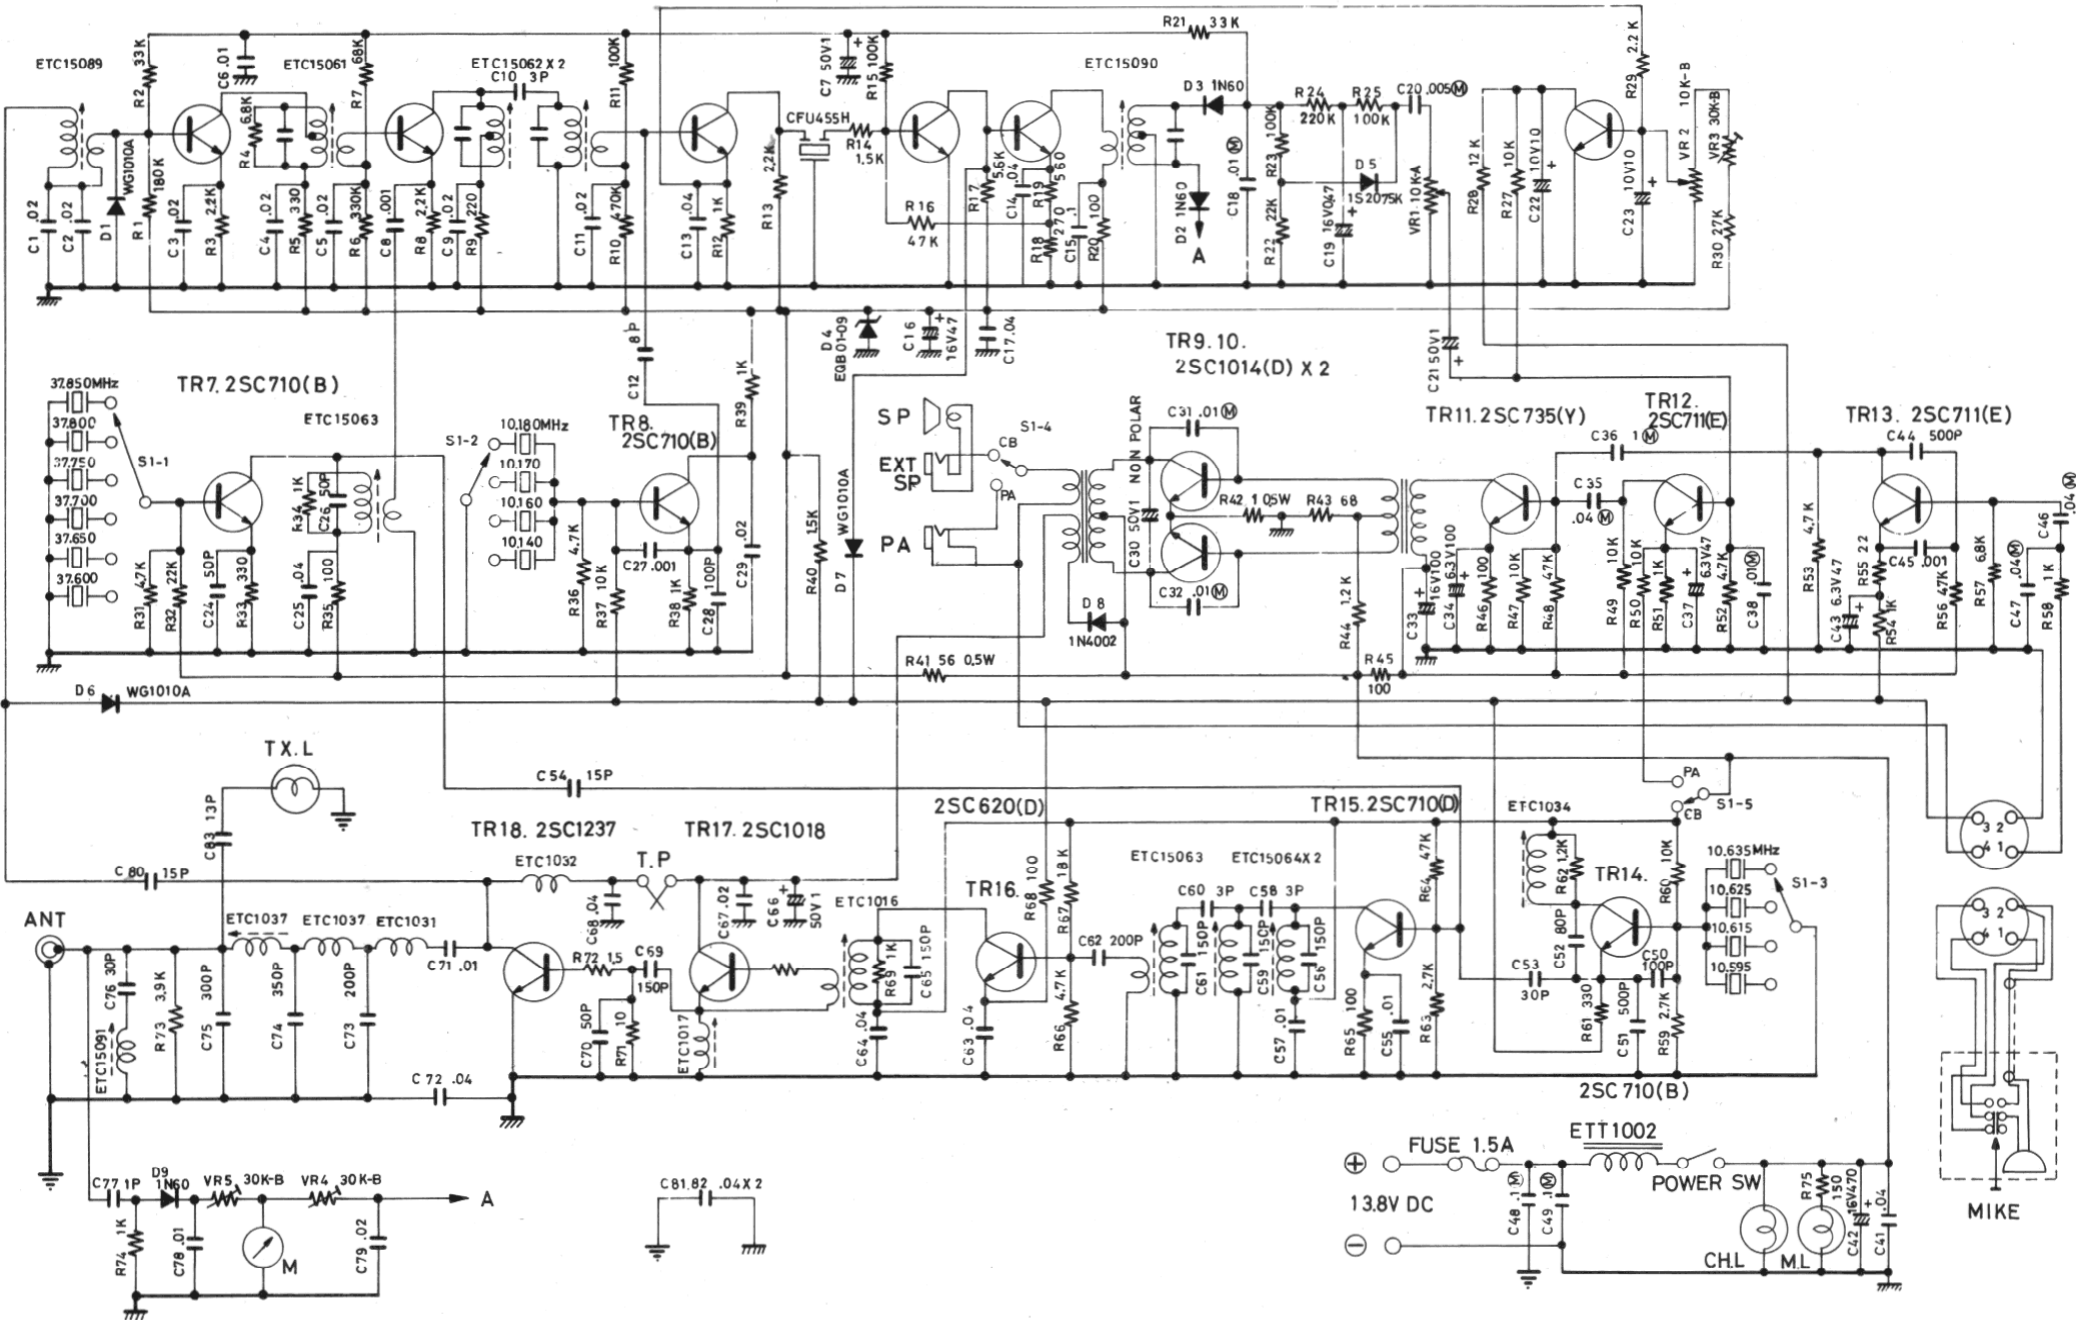 ETC15089
R2 33K
C6 .01
ETC15061
R4 6.8K
R7 68K
ETC15062 X 2
C10 3P
R11 100K
C7 50V1
R15 100K
R21 33K
ETC15090
D3 1N60
R24 220K
R25 100K
C20 .005 M
R29 2.2K
VR 2 10K-B
VR3 30K-B
CFU455H
R14 1.5K
WG1010A
D1
R1 180K
C1 .02
C2 .02
C3 .02
R3 2.2K
C4 .02
R5 330
C5 .02
R6 330K
C8 .001
R8 2.2K
C9 .02
R9 220
C11 .02
R10 470K
C13 .04
R12 1K
R13 2.2K
R16 47K
R17 5.6K
C14 .04
R19 560
R18 270
C15 .1
R20 100
D2 1N60
A
C18 .01 M
R23 100K
R22 22K
D5 1S2075K
C19 16V047
VR1 10K-A
R28 12K
R27 10K
C22 10V10
C23 10V10
R30 27K
C12 8P
D4 EQB01-09
C16 16V47
C17 .04
TR9.10.
2SC1014(D) X 2
C21 50V1
TR7. 2SC710(B)
37.850MHz
37.800
37.750
37.700
37.650
37.600
S1-1
ETC15063
R34 1K
C26 50P
R31 4.7K
R32 22K
C24 50P
R33 330
C25 .04
R35 100
S1-2
10.180MHz
10.170
10.160
10.140
TR8.
2SC710(B)
R39 1K
R36 4.7K
R37 10K
C27 .001
R38 1K
C28 100P
C29 .02
R40 1.5K
D7 WG1010A
SP
EXT
SP
PA
S1-4
CB
PA
C30 50V1 NON POLAR
C31 .01 M
C32 .01 M
R42 1 0.5W
R43 68
D8
1N4002
R44 1.2K
R45
100
R41 56 0.5W
TR11. 2SC735(Y)
TR12.
2SC711(E)
TR13. 2SC711(E)
C36 1 M
C35
.04 M
C44 500P
C33 16V100
C34 6.3V100
R46 100
R47 10K
R48 47K
R49 10K
R50 10K
R51 1K
C37 6.3V47
R52 4.7K
C38 .01 M
R53 4.7K
C43 6.3V47
R55 22
R54 1K
C45 .001
R56 47K
R57 6.8K
C47 .04 M
C46 .04 M
R58 1K
D6 WG1010A
TX.L
C83 13P
C54 15P
C80 15P
TR18. 2SC1237
TR17. 2SC1018
2SC620(D)
TR15. 2SC710(D)
ETC1032
T.P
TR16.
ETC15063
ETC15064X2
ETC1034
PA
S1-5
CB
ANT
ETC1037
ETC1037
ETC1031
C71 .01
C68 .04
C67 .02
C66 50V1
ETC1016
R69 1K
C65 150P
R68 100
R67 18K
C62 200P
C60 3P
C58 3P
C61 150P
C59 150P
C56 150P
R64 47K
R62 1.2K
C52 80P
TR14.
R60 10K
10.635MHz
10.625
10.615
10.595
S1-3
C76 30P
ETC15091
R73 3.9K
C75 300P
C74 350P
C73 200P
C72 .04
R72 1.5
C69
150P
C70 50P
R71 10
ETC1017
C64 .04
C63 .04
R66 4.7K
C57 .01
R65 100
C55 .01
R63 2.7K
C53
30P
R61 330
C51 500P
C50
100P
R59 2.7K
2SC710(B)
3 2
4 1
3 2
4 1
MIKE
C77 1P
D9
1N60
VR5 30K-B
VR4 30K-B
A
R74 1K
C78 .01
M
C79 .02
C81.82 .04X2
FUSE 1.5A
ETT1002
POWER SW
13.8V DC
C48 .1 M
C49 .1 M
CH.L
R75 150
M.L
C42 16V470
C41 .04